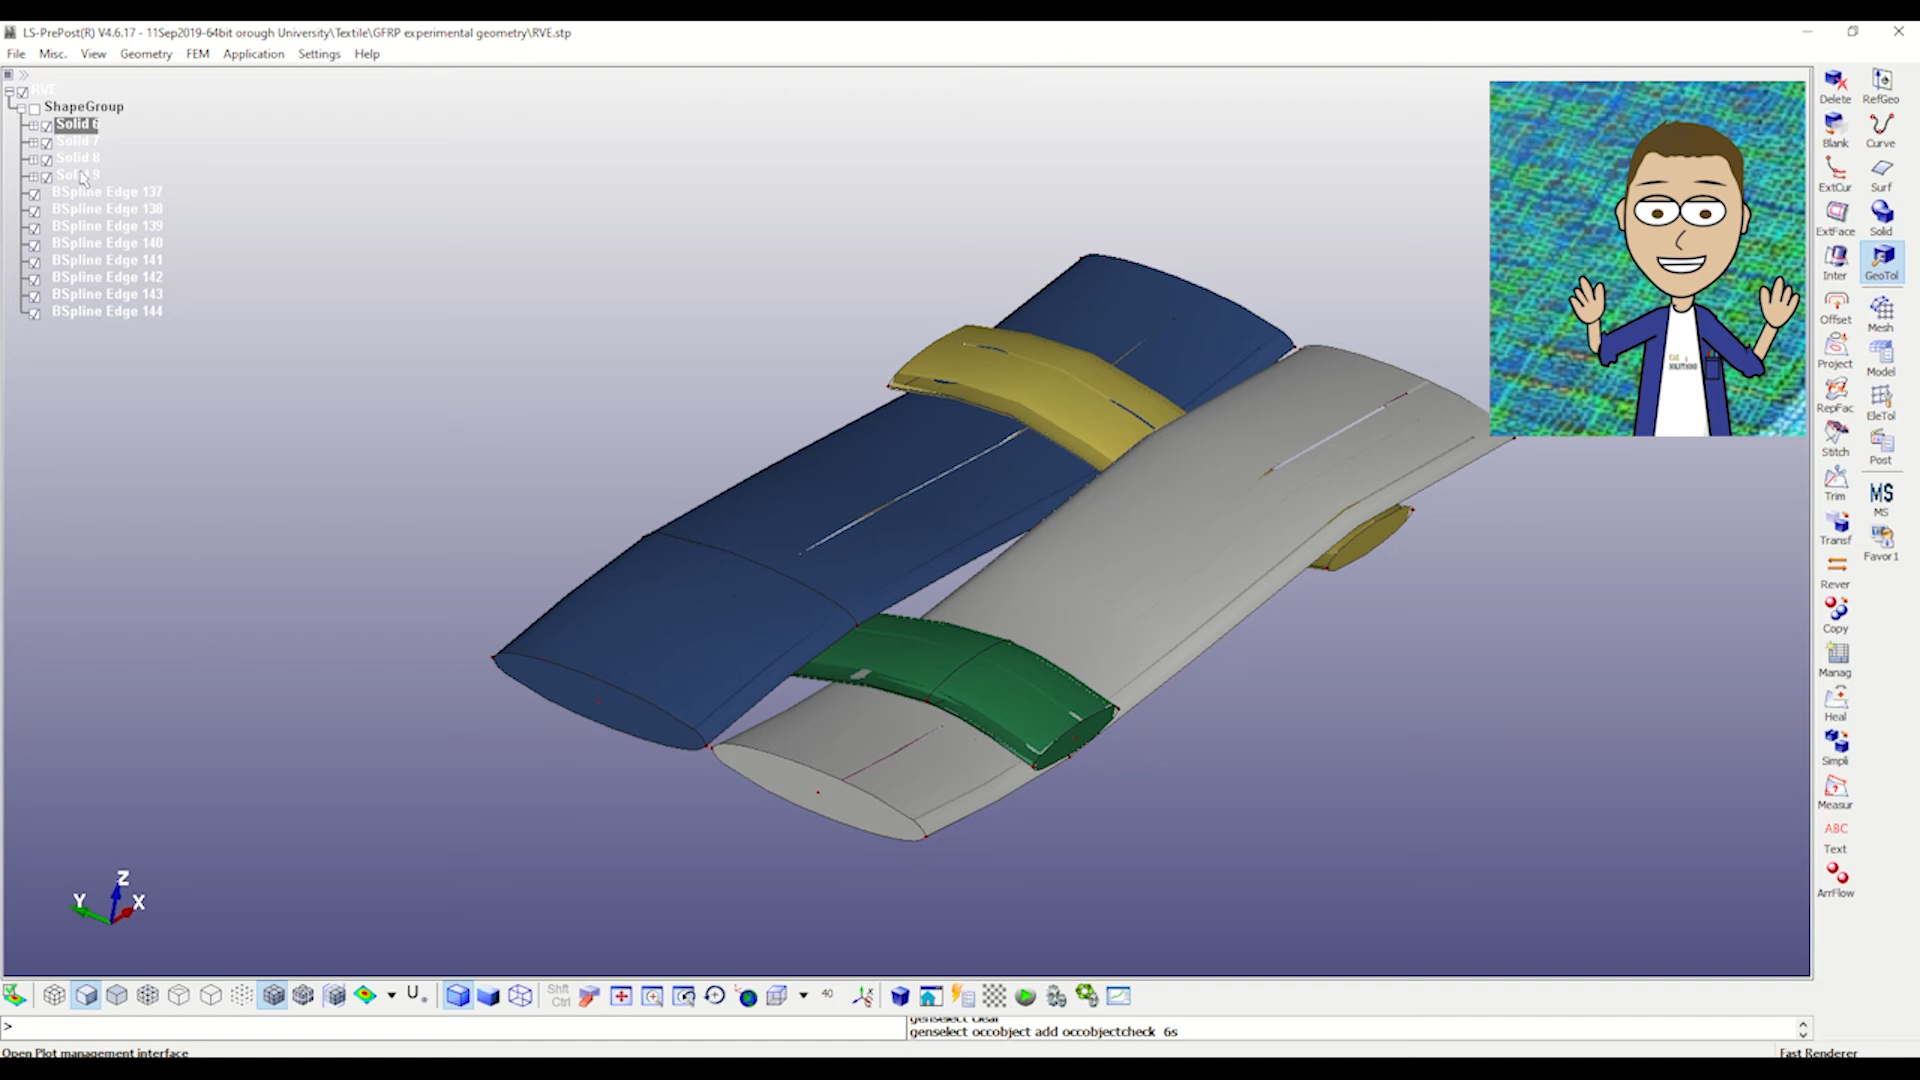 LS-PrePost(R) V4.6.17 - 11Sep2019-64bit orough University\Textile\GFRP experimental geometry\RVE.stp
File Misc. View Geometry FEM Application Settings Help
RVE
ShapeGroup
Solid 6
Solid 7
Solid 8
Solid 9
BSpline Edge 137
BSpline Edge 138
BSpline Edge 139
BSpline Edge 140
BSpline Edge 141
BSpline Edge 142
BSpline Edge 143
BSpline Edge 144
Delete RefGeo
Blank Curve
ExtCur Surf
ExtFace Solid
Inter GeoTol
Offset Mesh
Project Model
RepFac EleTol
Stitch Post
Trim MS
MS
Transf Favor1
Rever
Copy
Manag
Heal
Simpli
Measur
ABC
Text
ArrFlow
SOLUTIONS
Z
Y X
U.
Shft
Ctrl
40
>
genselect clear
genselect occobject add occobjectcheck 6s
Open Plot management interface
Fast Renderer